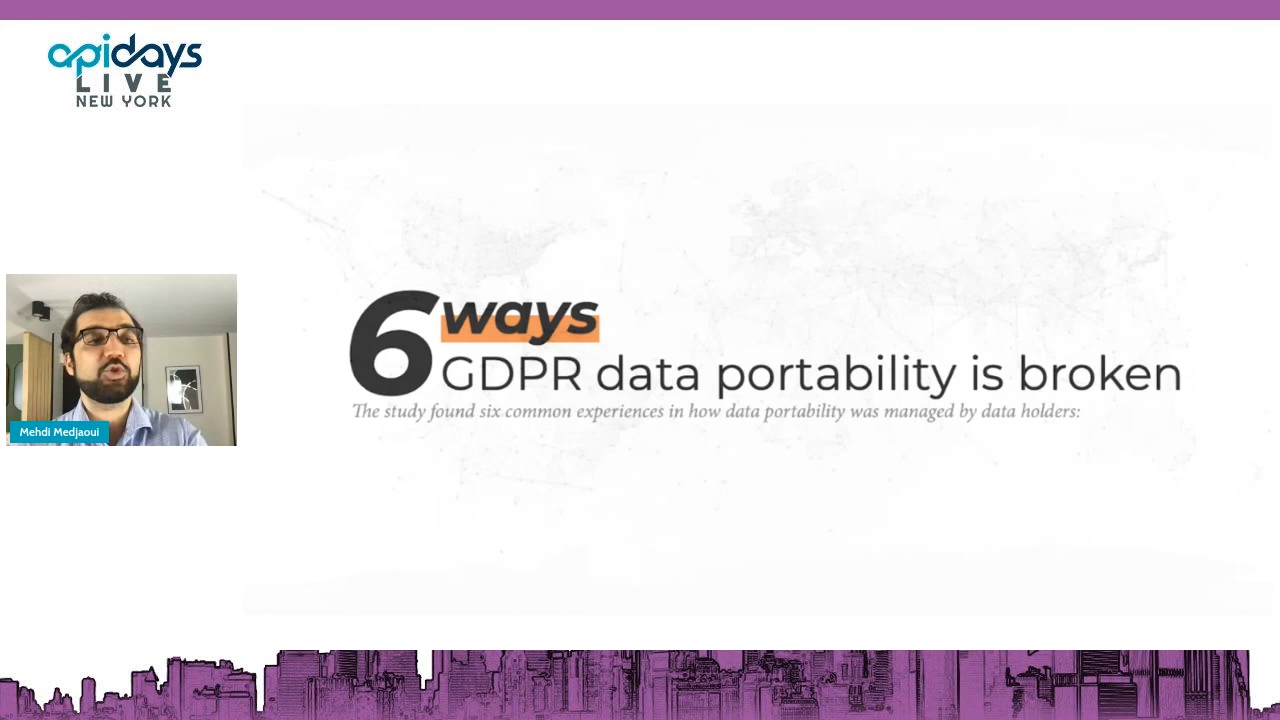 apidays
LIVE
NEW YORK
6 ways
GDPR data portability is broken
The study found six common experiences in how data portability was managed by data holders:
Mehdi Medjaoui